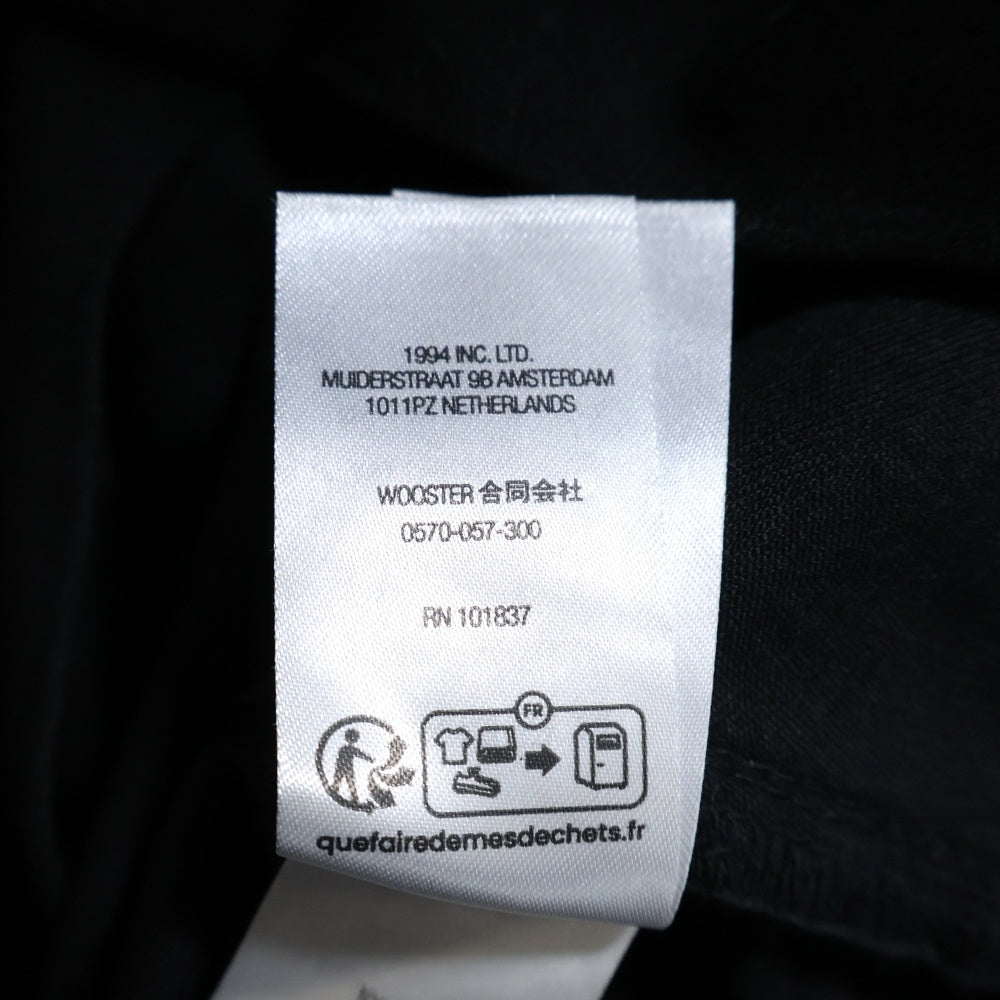 1994 INC. LTD.
MUIDERSTRAAT 9B AMSTERDAM
1011PZ NETHERLANDS
WOOSTER 合同会社
0570-057-300
RN 101837
FR
quefairedemesdechets.fr